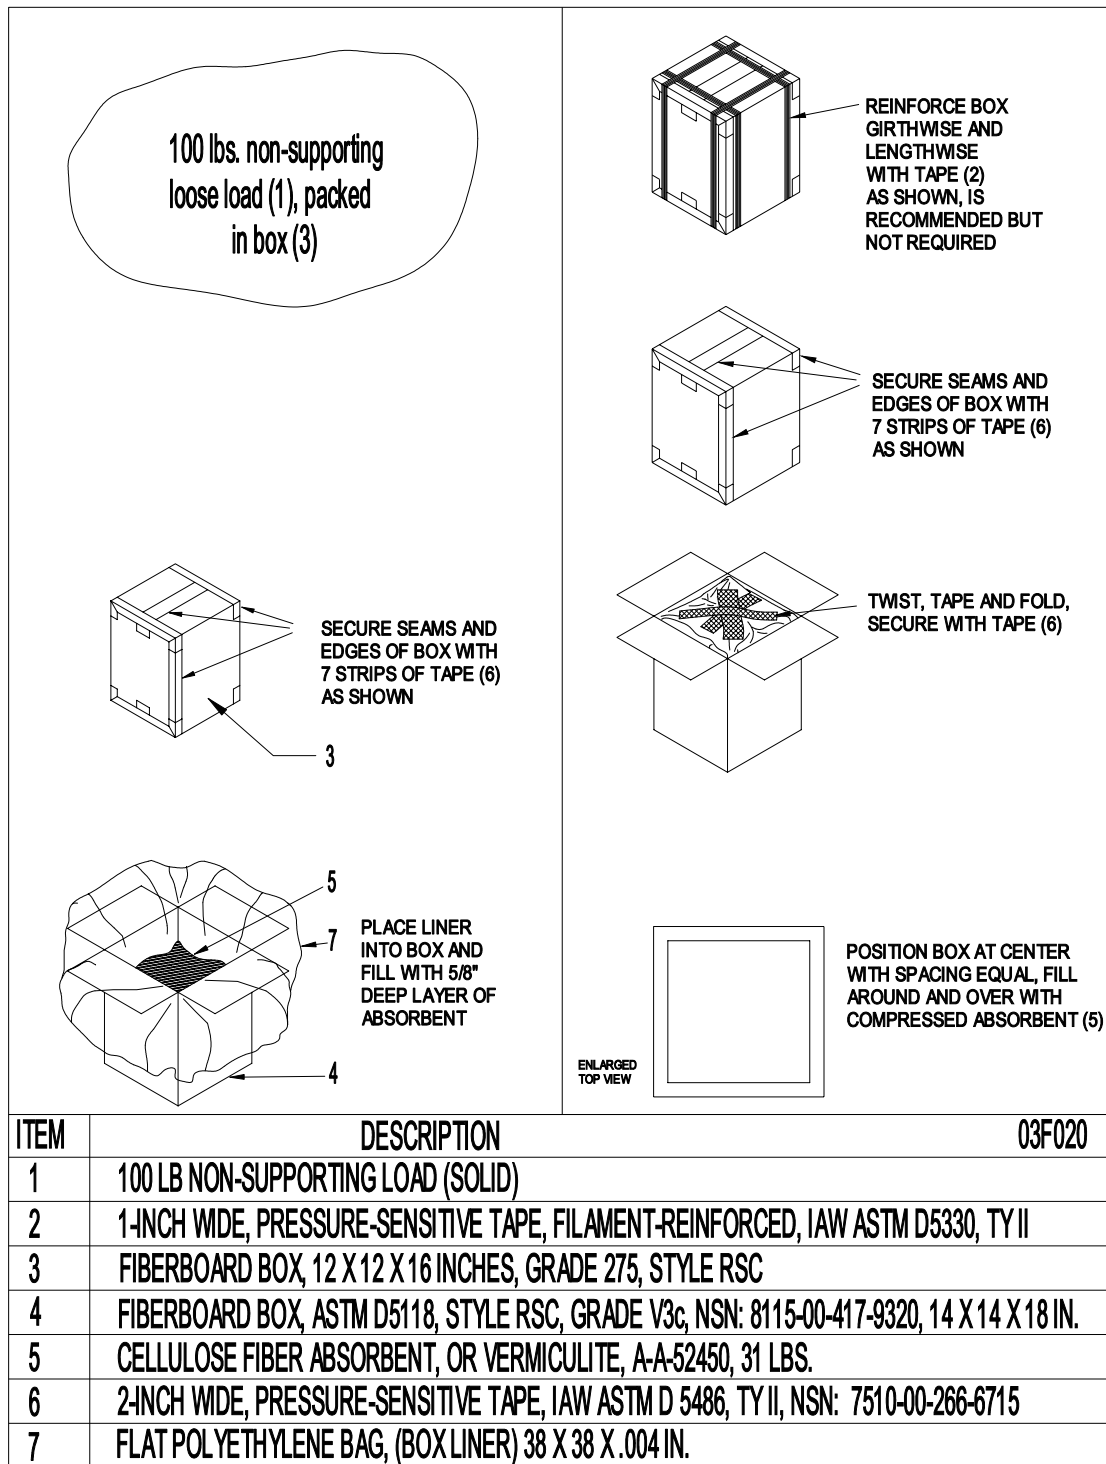 100 lbs. non-supporting
loose load (1), packed
in box (3)
SECURE SEAMS AND
EDGES OF BOX WITH
7 STRIPS OF TAPE (6)
AS SHOWN
3
5
7
PLACE LINER
INTO BOX AND
FILL WITH 5/8"
DEEP LAYER OF
ABSORBENT
4
REINFORCE BOX
GIRTHWISE AND
LENGTHWISE
WITH TAPE (2)
AS SHOWN, IS
RECOMMENDED BUT
NOT REQUIRED
SECURE SEAMS AND
EDGES OF BOX WITH
7 STRIPS OF TAPE (6)
AS SHOWN
TWIST, TAPE AND FOLD,
SECURE WITH TAPE (6)
POSITION BOX AT CENTER
WITH SPACING EQUAL, FILL
AROUND AND OVER WITH
COMPRESSED ABSORBENT (5)
ENLARGED
TOP VIEW
ITEM DESCRIPTION 03F020
1 100 LB NON-SUPPORTING LOAD (SOLID)
2 1-INCH WIDE, PRESSURE-SENSITIVE TAPE, FILAMENT-REINFORCED, IAW ASTM D5330, TY II
3 FIBERBOARD BOX, 12 X 12 X 16 INCHES, GRADE 275, STYLE RSC
4 FIBERBOARD BOX, ASTM D5118, STYLE RSC, GRADE V3c, NSN: 8115-00-417-9320, 14 X 14 X 18 IN.
5 CELLULOSE FIBER ABSORBENT, OR VERMICULITE, A-A-52450, 31 LBS.
6 2-INCH WIDE, PRESSURE-SENSITIVE TAPE, IAW ASTM D 5486, TY II, NSN: 7510-00-266-6715
7 FLAT POLYETHYLENE BAG, (BOX LINER) 38 X 38 X .004 IN.